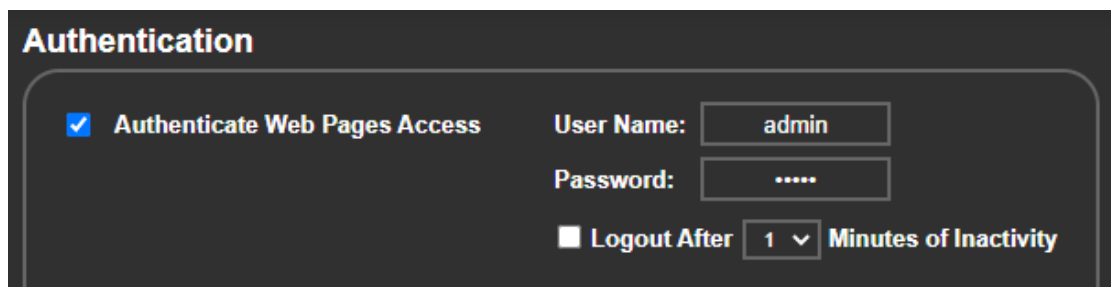 Authentication
Authenticate Web Pages Access User Name: admin
Password: •••••
Logout After 1 Minutes of Inactivity